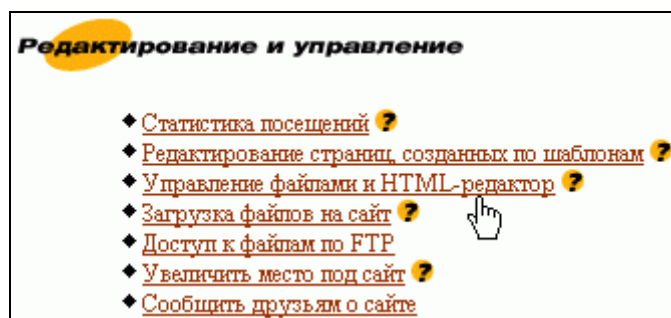 Редактирование и управление
Статистика посещений ?
Редактирование страниц, созданных по шаблонам ?
Управление файлами и HTML-редактор ?
Загрузка файлов на сайт ?
Доступ к файлам по FTP
Увеличить место под сайт ?
Сообщить друзьям о сайте